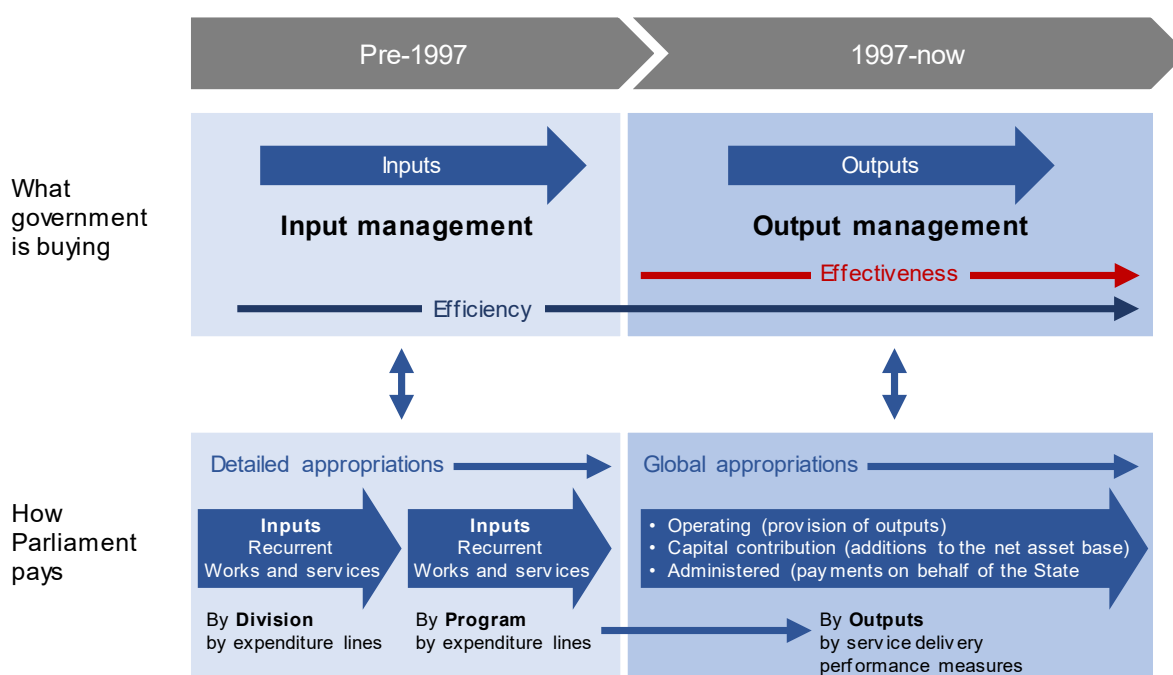 Pre-1997
1997-now
What
government
is buying
Inputs
Input management
Outputs
Output management
Effectiveness
Efficiency
How
Parliament
pays
Detailed appropriations
Inputs
Recurrent
Works and services
Inputs
Recurrent
Works and services
By Division
by expenditure lines
By Program
by expenditure lines
Global appropriations
• Operating (provision of outputs)
• Capital contribution (additions to the net asset base)
• Administered (payments on behalf of the State
By Outputs
by service delivery
performance measures